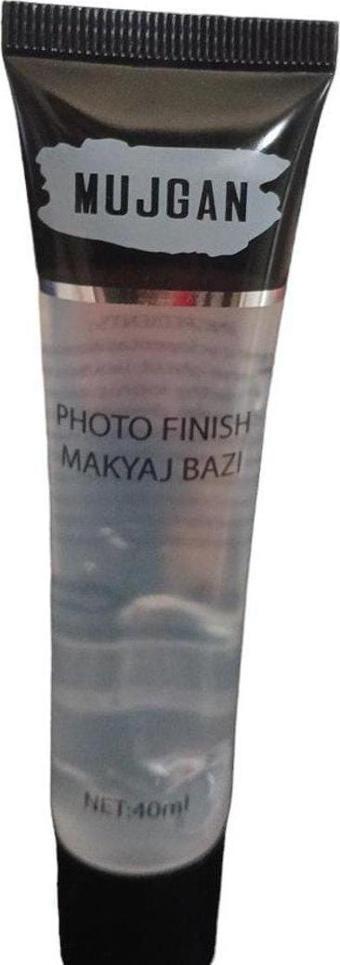 MUJGAN
PHOTO FINISH
MAKYAJ BAZI
NET:40ml